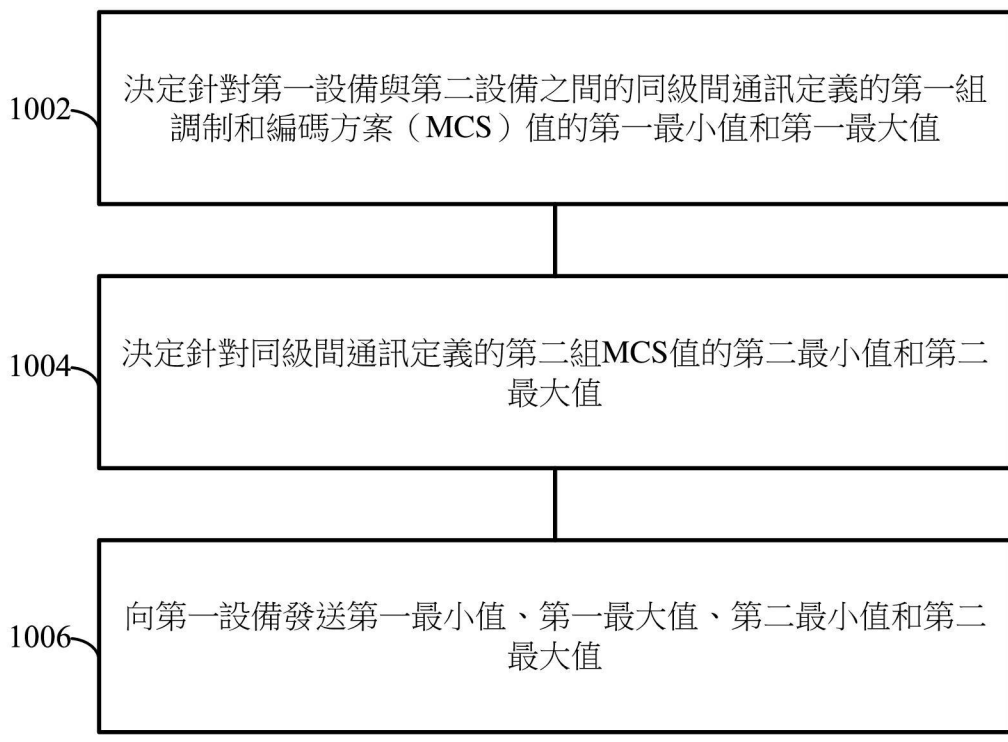 1002
決定針對第一設備與第二設備之間的同級間通訊定義的第一組
調制和編碼方案（MCS）值的第一最小值和第一最大值
1004
決定針對同級間通訊定義的第二組MCS值的第二最小值和第二
最大值
1006
向第一設備發送第一最小值、第一最大值、第二最小值和第二
最大值